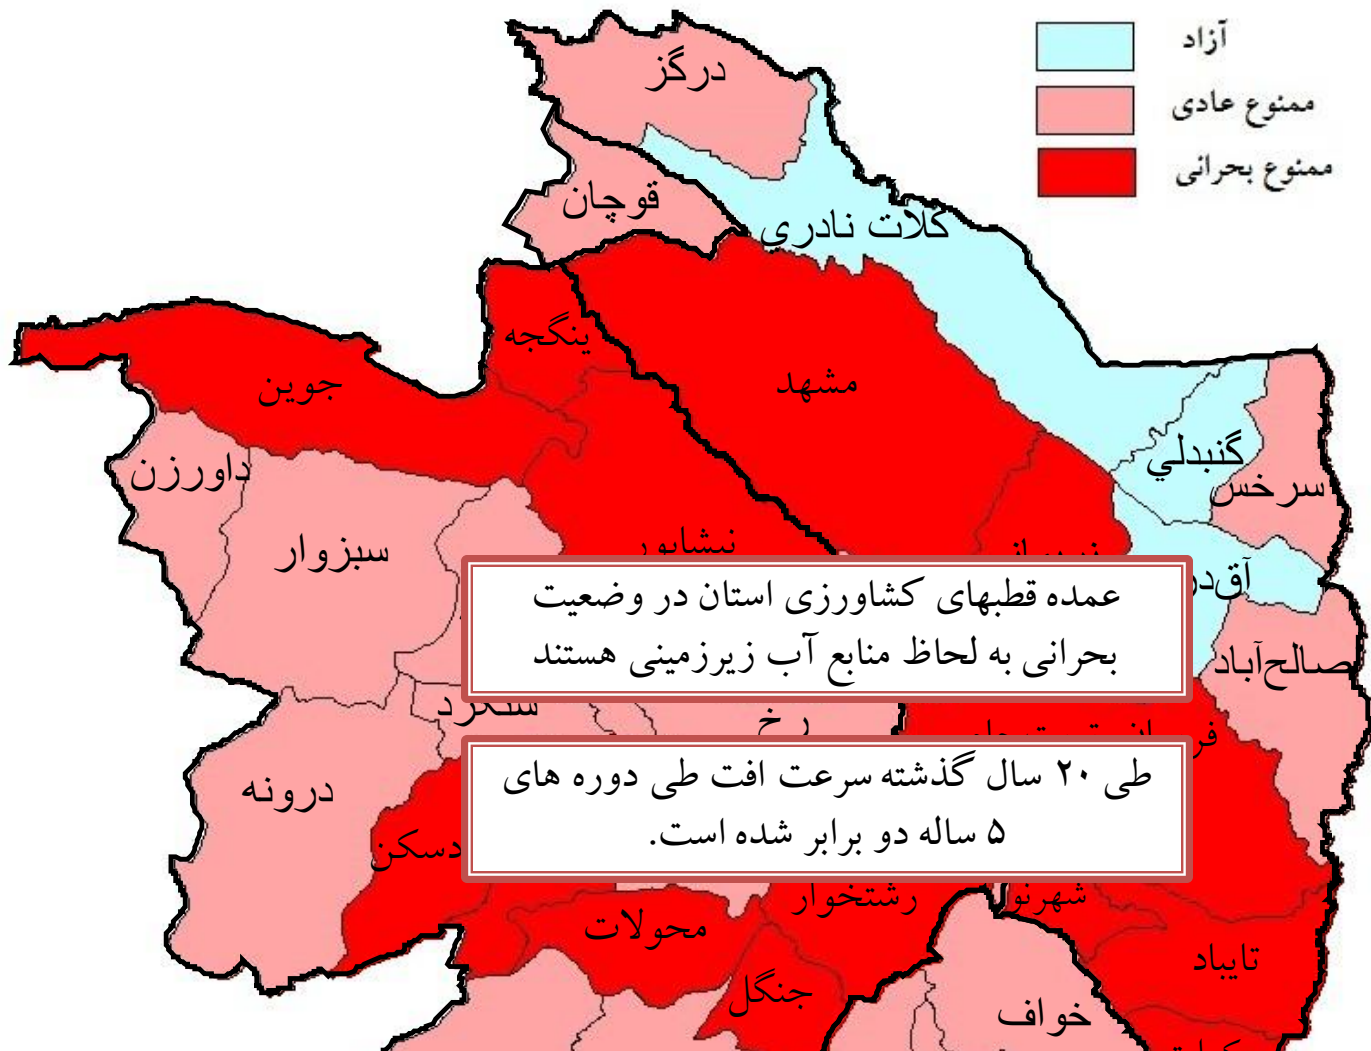 آزاد
ممنوع عادی
ممنوع بحرانی
درگز
قوچان
کلات نادری
ینگجه
مشهد
جوین
گنبدلي
سرخس
داورزن
سبزوار
نیشابور
عمده قطبهای کشاورزی استان در وضعیت
بحرانی به لحاظ منابع آب زیرزمینی هستند
صالح‌آباد
رخ
درونه
طی ۲۰ سال گذشته سرعت افت طی دوره های
۵ ساله دو برابر شده است.
رشتخوار
محولات
تایباد
جنگل
خواف